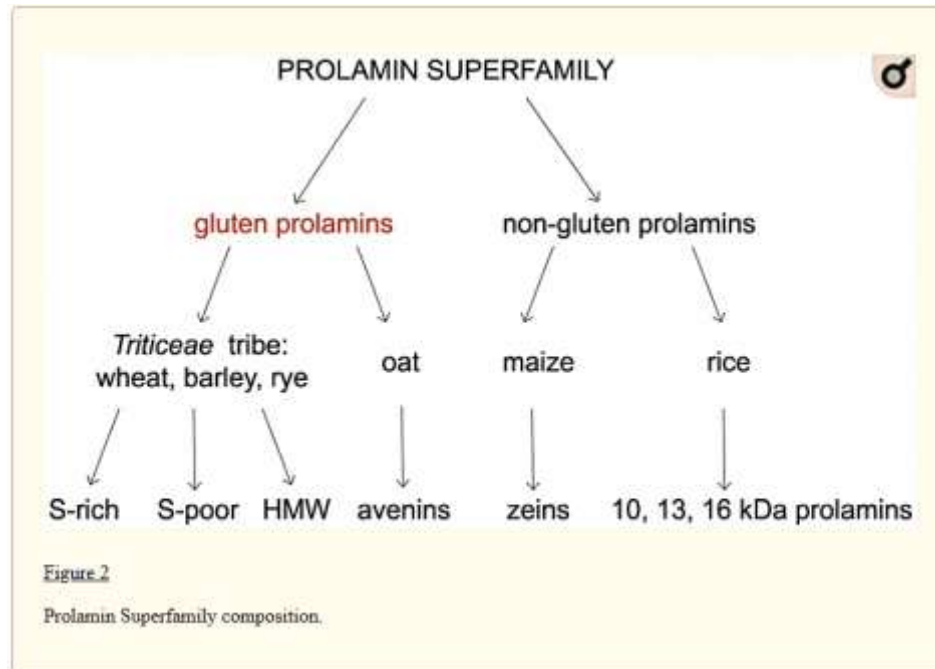 PROLAMIN SUPERFAMILY
gluten prolamins non-gluten prolamins
Triticeae tribe:
wheat, barley, rye
oat maize rice
S-rich S-poor HMW avenins zeins 10, 13, 16 kDa prolamins
Figure 2
Prolamin Superfamily composition.